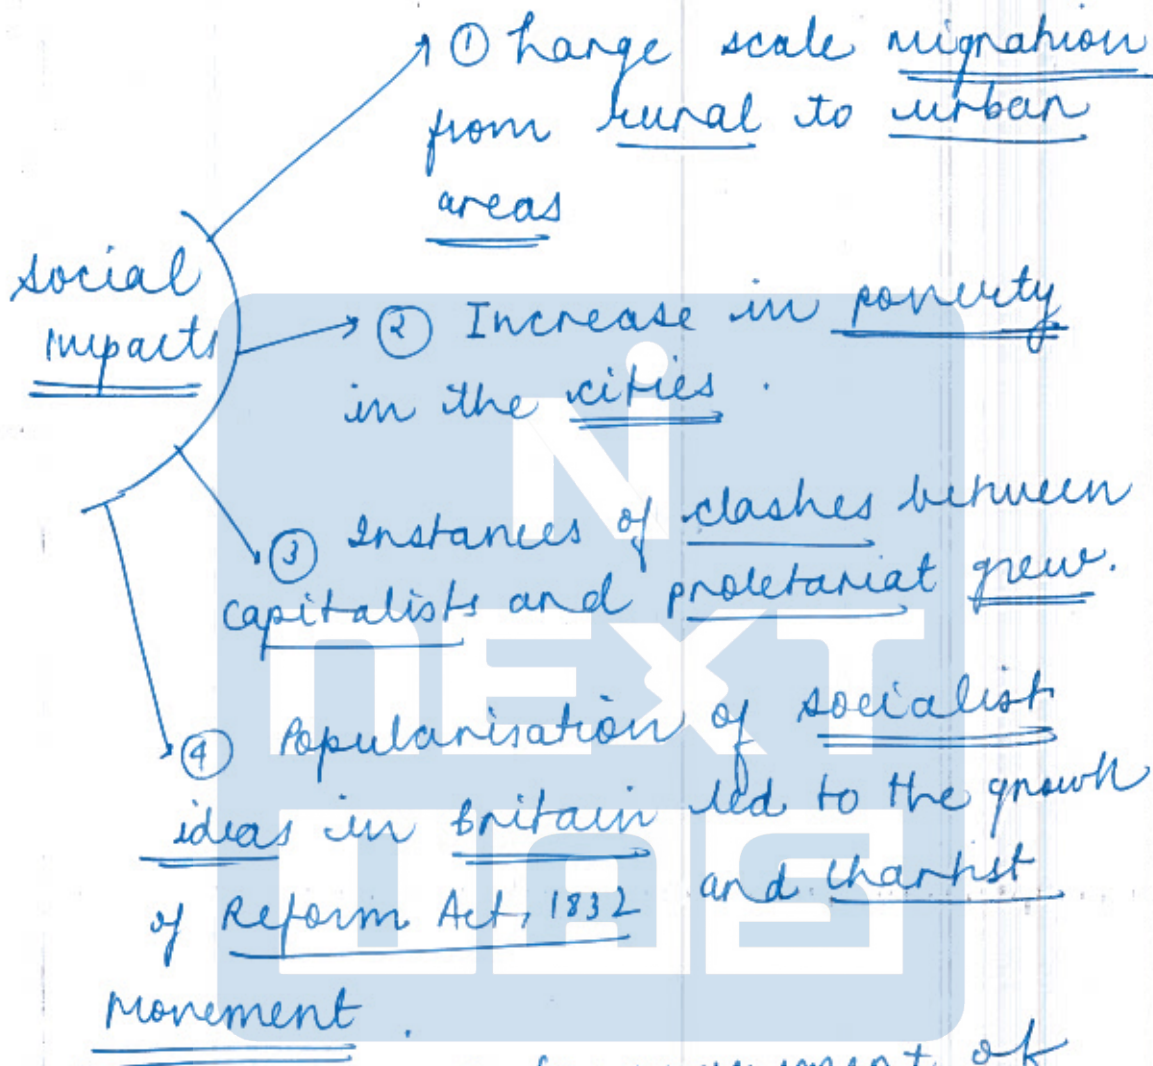 ① Large scale migration
from rural to urban
areas
Social
Impacts
② Increase in poverty
in the cities.
③ Instances of clashes between
capitalists and proletariat grew.
④ Popularisation of socialist
ideas in Britain led to the growth
of Reform Act, 1832 and Chartist
Movement.
of
NEXT
IAS